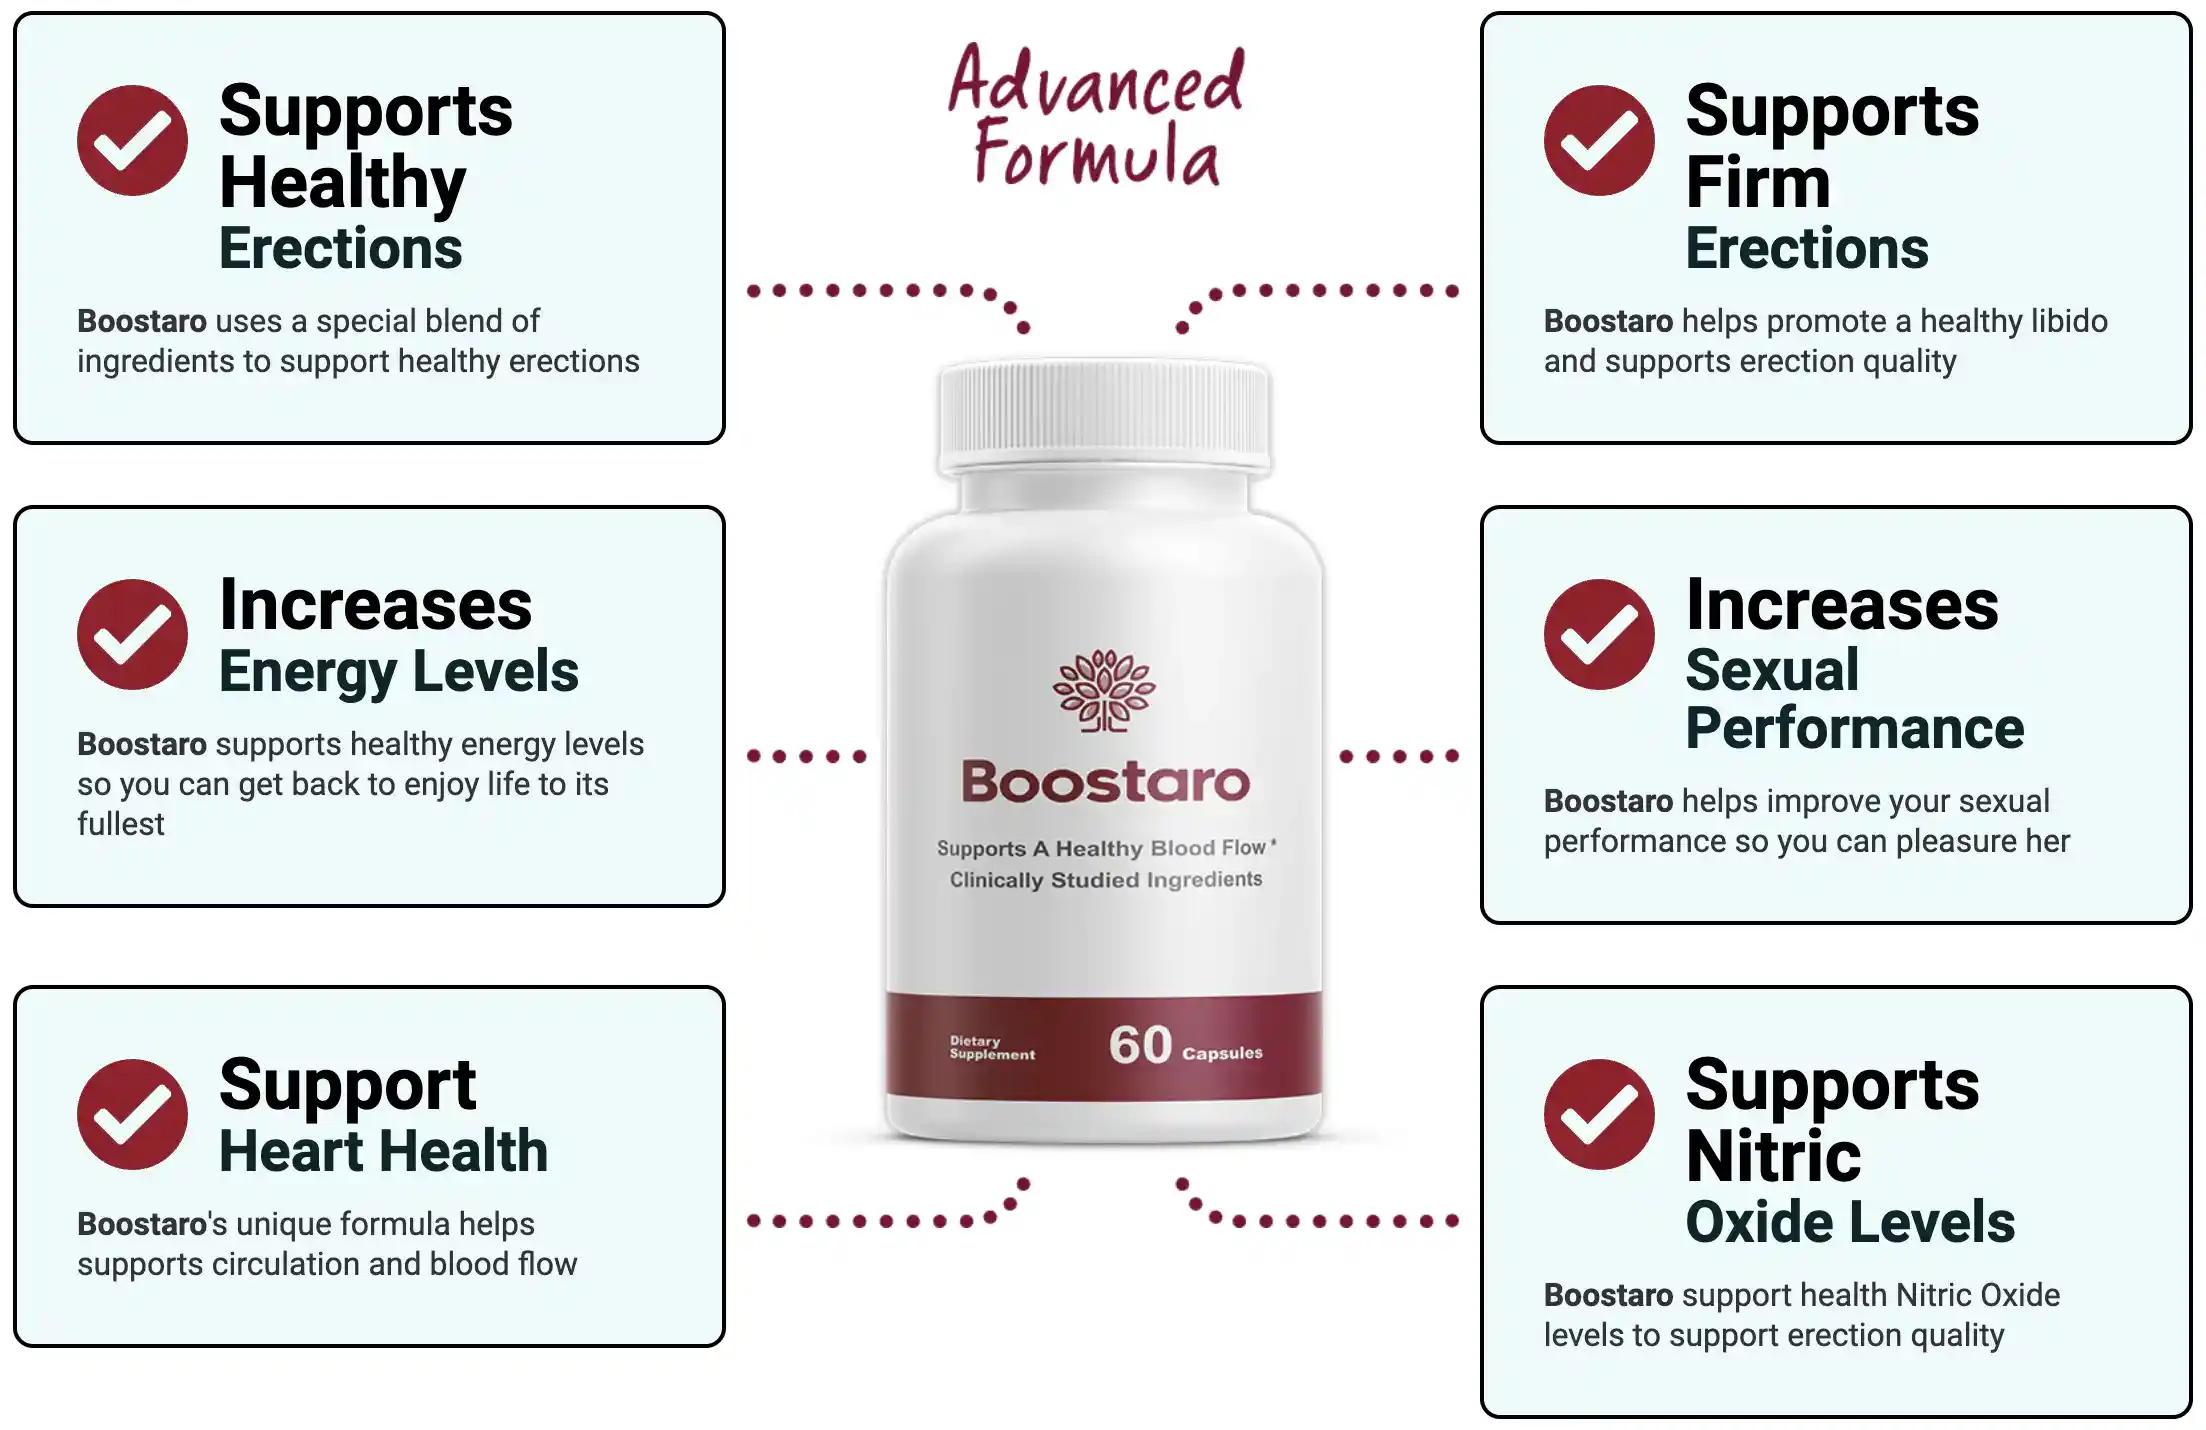 Supports
Healthy
Erections
Boostaro uses a special blend of
ingredients to support healthy erections
Increases
Energy Levels
Boostaro supports healthy energy levels
so you can get back to enjoy life to its
fullest
Support
Heart Health
Boostaro's unique formula helps
supports circulation and blood flow
Advanced
Formula
Boostaro
Supports A Healthy Blood Flow *
Clinically Studied Ingredients
Dietary
Supplement
60 Capsules
Supports
Firm
Erections
Boostaro helps promote a healthy libido
and supports erection quality
Increases
Sexual
Performance
Boostaro helps improve your sexual
performance so you can pleasure her
Supports
Nitric
Oxide Levels
Boostaro support health Nitric Oxide
levels to support erection quality